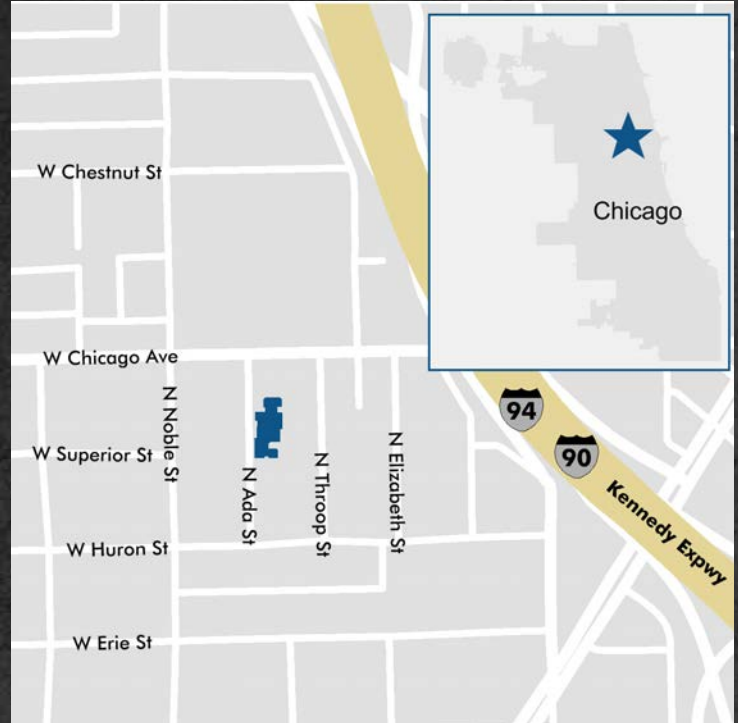 W Chestnut St
Chicago
W Chicago Ave
N Noble St
94
W Superior St
90
N Ada St
N Throop St
N Elizabeth St
Kennedy Expwy
W Huron St
W Erie St